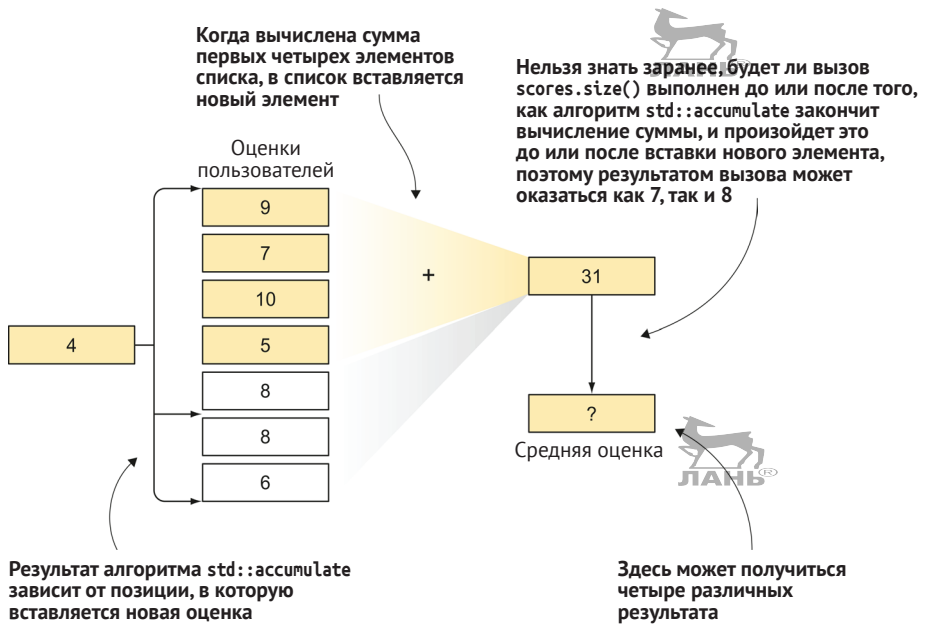 Когда вычислена сумма
первых четырех элементов
списка, в список вставляется
новый элемент
ЛАНЬ®
Нельзя знать заранее, будет ли вызов
scores.size() выполнен до или после того,
как алгоритм std::accumulate закончит
вычисление суммы, и произойдет это
до или после вставки нового элемента,
поэтому результатом вызова может
оказаться как 7, так и 8
Оценки
пользователей
9
7
10
5
8
8
6
4
+
31
?
Средняя оценка
ЛАНЬ®
Результат алгоритма std::accumulate
зависит от позиции, в которую
вставляется новая оценка
Здесь может получиться
четыре различных
результата